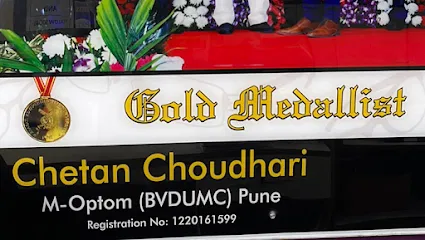 Gold Medallist
Chetan Choudhari
M-Optom (BVDUMC) Pune
Registration No: 1220161599